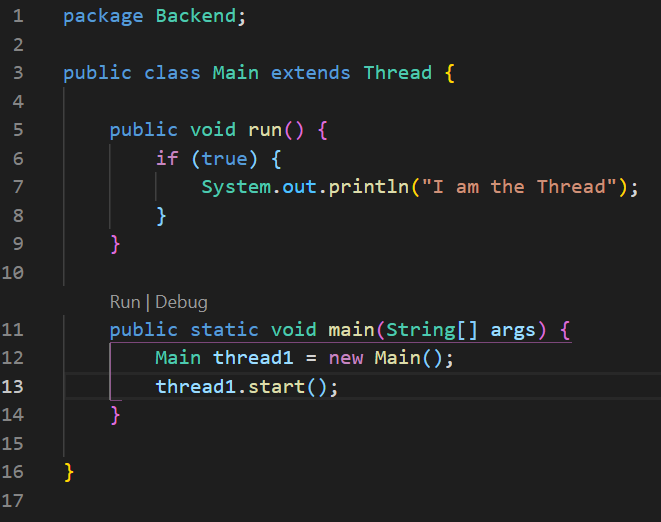 1 package Backend;
2
3 public class Main extends Thread {
4
5     public void run() {
6         if (true) {
7             System.out.println("I am the Thread");
8         }
9     }
10
Run | Debug
11     public static void main(String[] args) {
12         Main thread1 = new Main();
13         thread1.start();
14     }
15
16 }
17